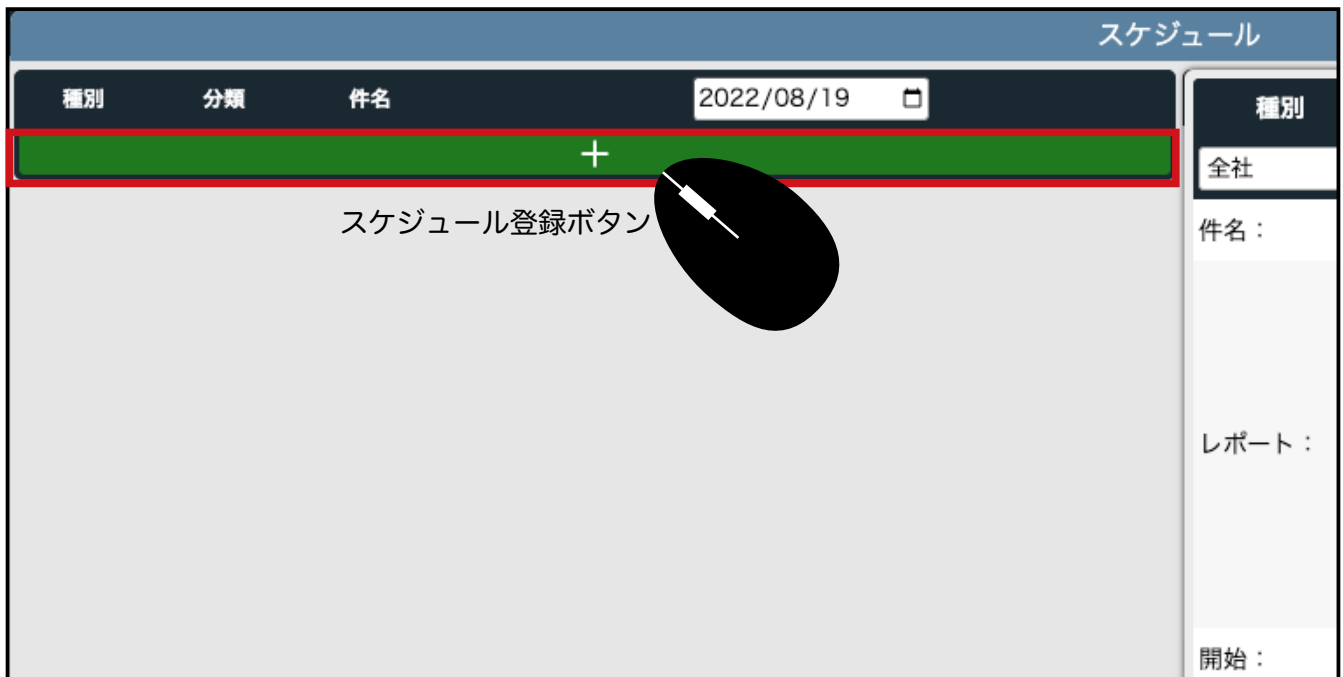 スケジュール
種別 分類 件名 2022/08/19
種別
+
全社
スケジュール登録ボタン
件名：
レポート：
開始：